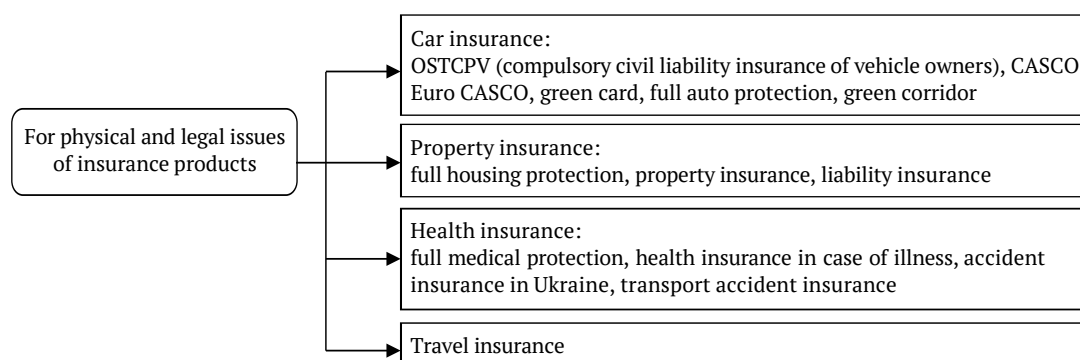 For physical and legal issues
of insurance products
Car insurance:
OSTCPV (compulsory civil liability insurance of vehicle owners), CASCO
Euro CASCO, green card, full auto protection, green corridor
Property insurance:
full housing protection, property insurance, liability insurance
Health insurance:
full medical protection, health insurance in case of illness, accident
insurance in Ukraine, transport accident insurance
Travel insurance